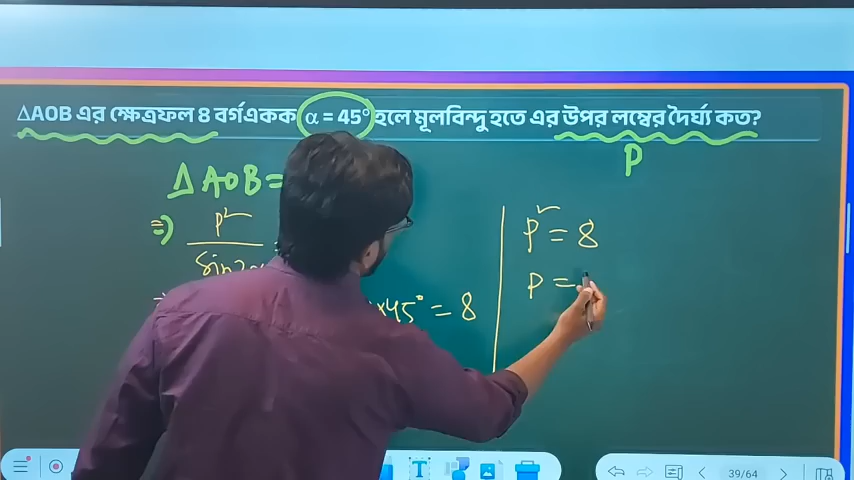 ΔAOB এর ক্ষেত্রফল 8 বর্গএকক α = 45° হলে মূলবিন্দু হতে এর উপর লম্বের দৈর্ঘ্য কত?
P
Δ AOB =
⇒ P²
Sin2
×45° = 8
P² = 8
P =
T 39/64